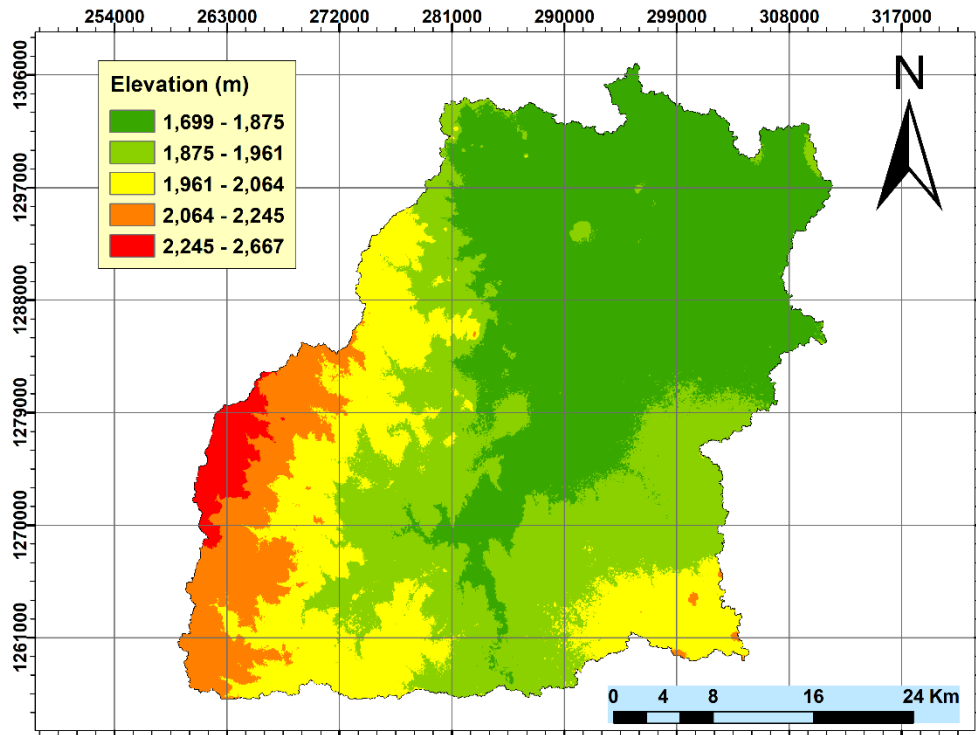 254000 263000 272000 281000 290000 299000 308000 317000
1306000
1297000
1288000
1279000
1270000
1261000
N
Elevation (m)
1,699 - 1,875
1,875 - 1,961
1,961 - 2,064
2,064 - 2,245
2,245 - 2,667
0 4 8 16 24 Km